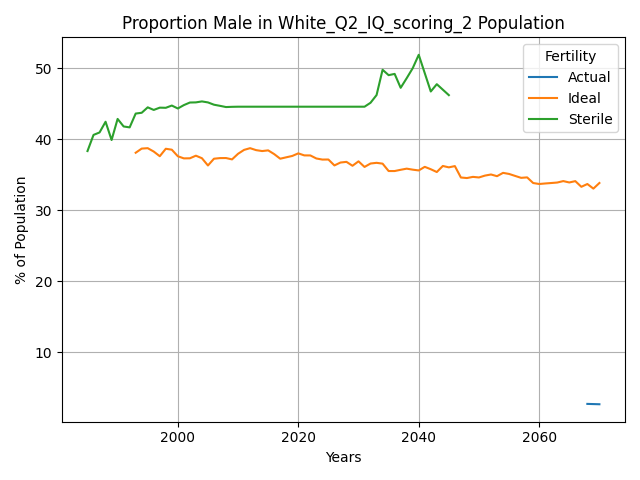 Proportion Male in White_Q2_IQ_scoring_2 Population
Fertility
Actual
Ideal
Sterile
% of Population
50
40
30
20
10
2000 2020 2040 2060
Years